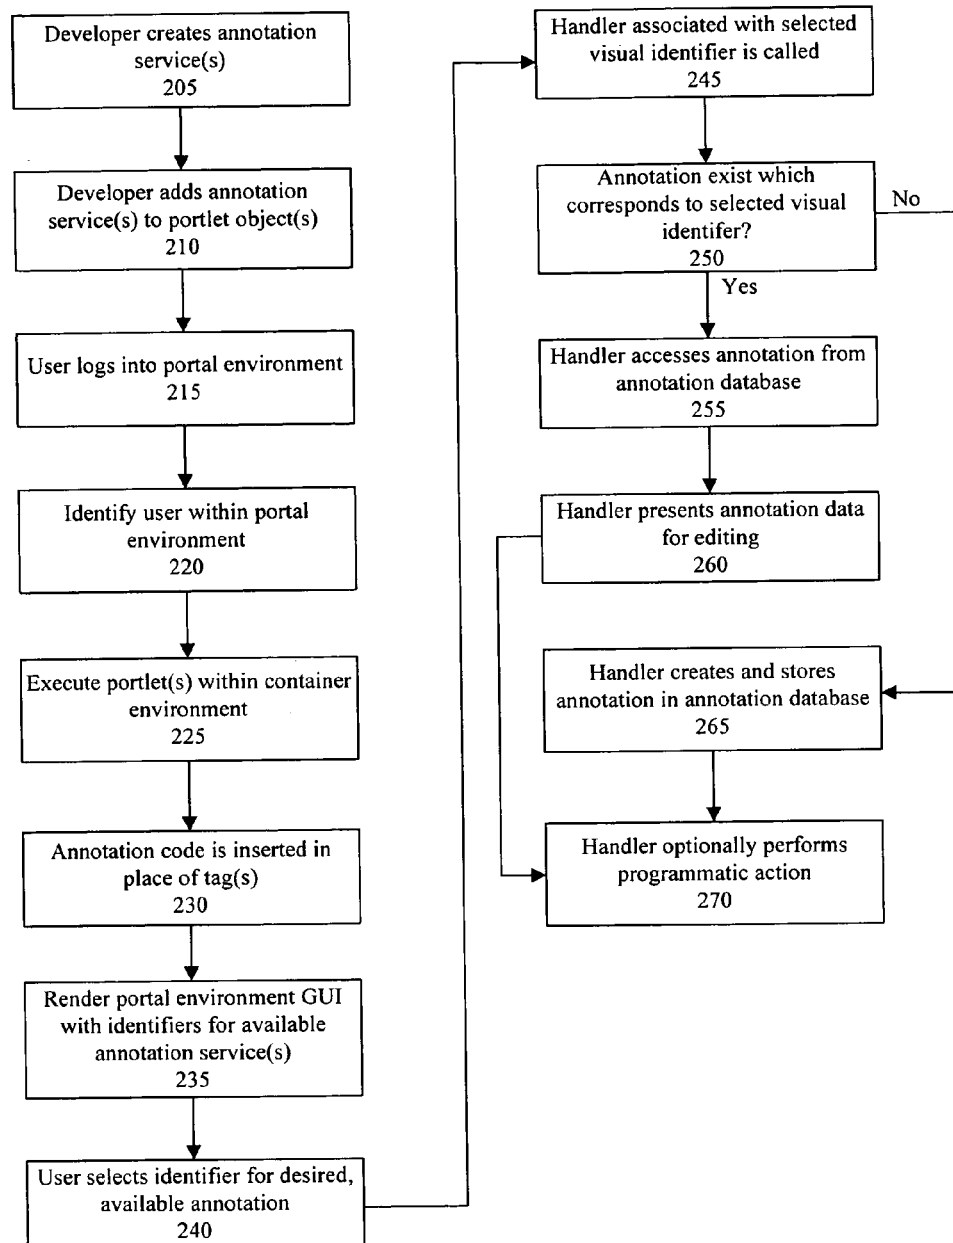 Developer creates annotation
service(s)
205
Developer adds annotation
service(s) to portlet object(s)
210
User logs into portal environment
215
Identify user within portal
environment
220
Execute portlet(s) within container
environment
225
Annotation code is inserted in
place of tag(s)
230
Render portal environment GUI
with identifiers for available
annotation service(s)
235
User selects identifier for desired,
available annotation
240
Handler associated with selected
visual identifier is called
245
Annotation exist which
corresponds to selected visual
identifer?
250
No
Yes
Handler accesses annotation from
annotation database
255
Handler presents annotation data
for editing
260
Handler creates and stores
annotation in annotation database
265
Handler optionally performs
programmatic action
270